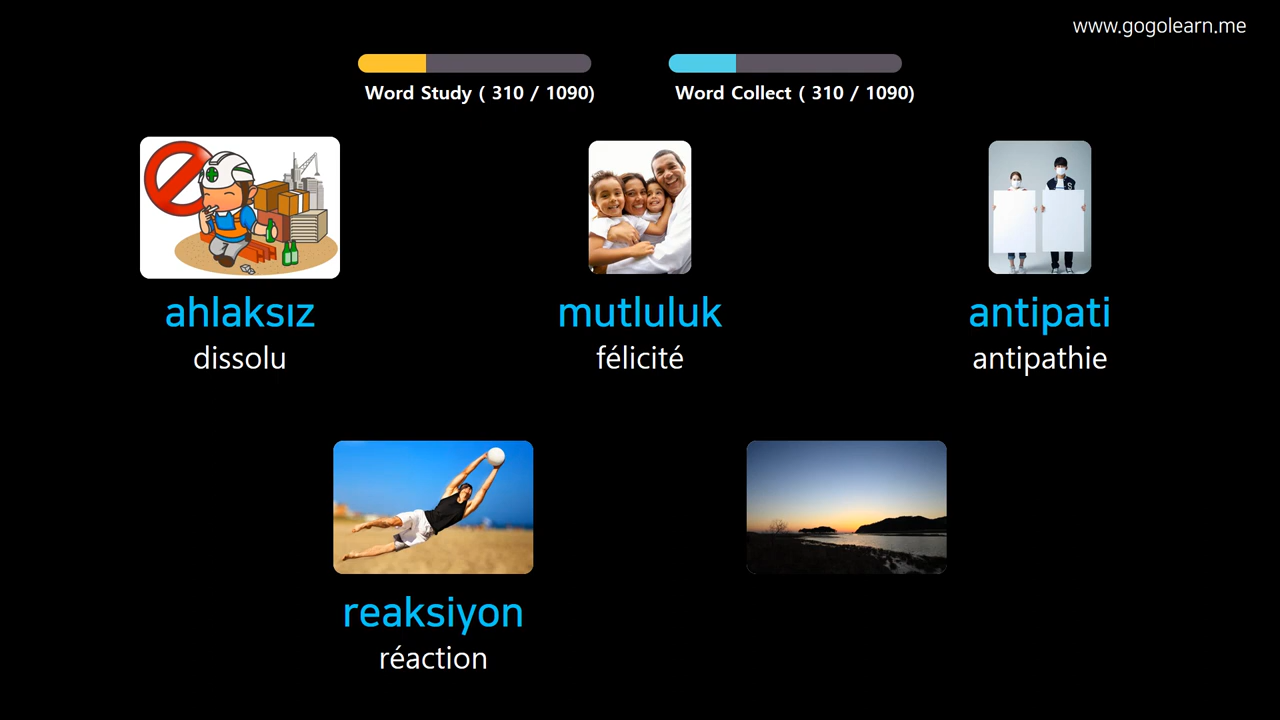 www.gogolearn.me
Word Study ( 310 / 1090)
Word Collect ( 310 / 1090)
ahlaksız
dissolu
mutluluk
félicité
antipati
antipathie
reaksiyon
réaction